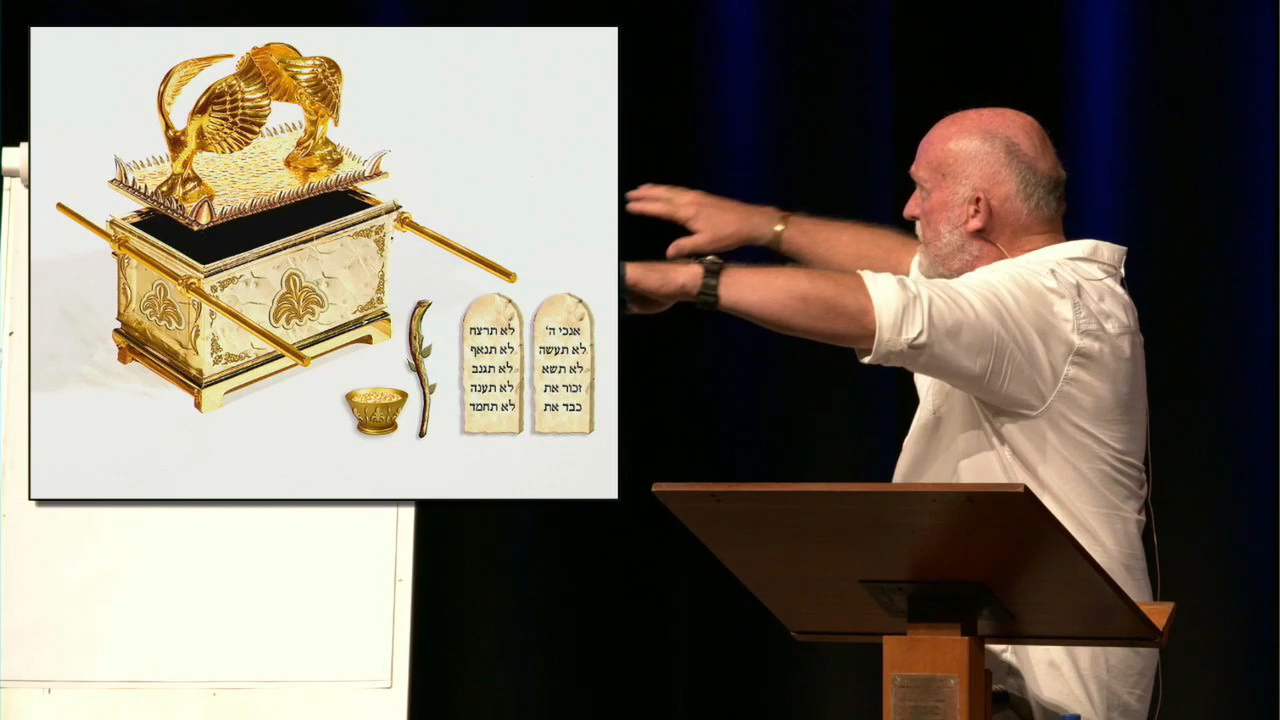 אנכי ה'
לא תעשה
לא תשא
זכור את
כבד את
לא תרצח
לא תנאף
לא תגנב
לא תענה
לא תחמד